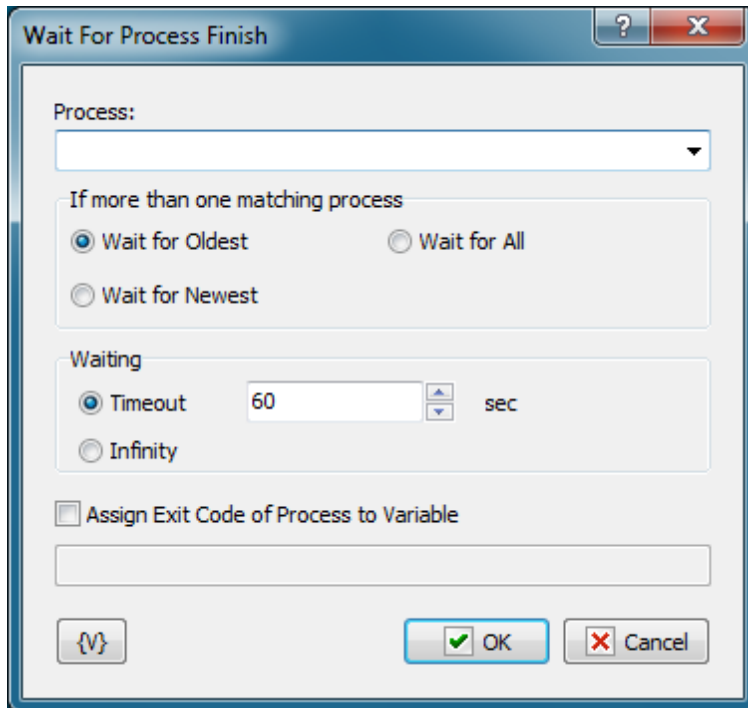 Wait For Process Finish
?
Process:
If more than one matching process
Wait for Oldest
Wait for All
Wait for Newest
Waiting
Timeout 60 sec
Infinity
Assign Exit Code of Process to Variable
{V} OK Cancel